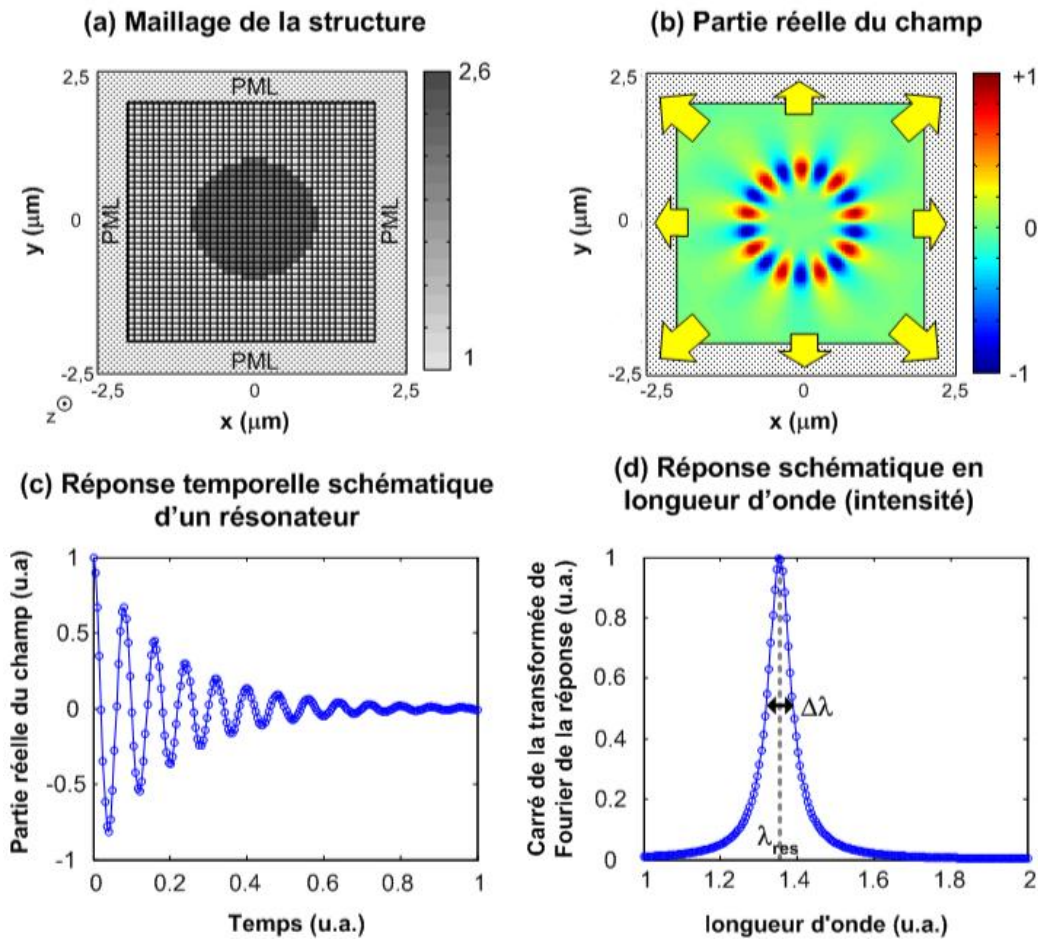 (a) Maillage de la structure
2,5
PML
2,6
y (μm)
0
PML
PML
PML
1
-2,5
z
-2,5
0
2,5
x (μm)
(b) Partie réelle du champ
2,5
+1
y (μm)
0
0
-2,5
-1
-2,5
0
2,5
x (μm)
(c) Réponse temporelle schématique
d'un résonateur
Partie réelle du champ (u.a)
1
0.5
0
-0.5
-1
0
0.2
0.4
0.6
0.8
1
Temps (u.a.)
(d) Réponse schématique en
longueur d'onde (intensité)
Carré de la transformée de
Fourier de la réponse (u.a.)
1
0.8
0.6
0.4
0.2
0
Δλ
λres
1
1.2
1.4
1.6
1.8
2
longueur d'onde (u.a.)